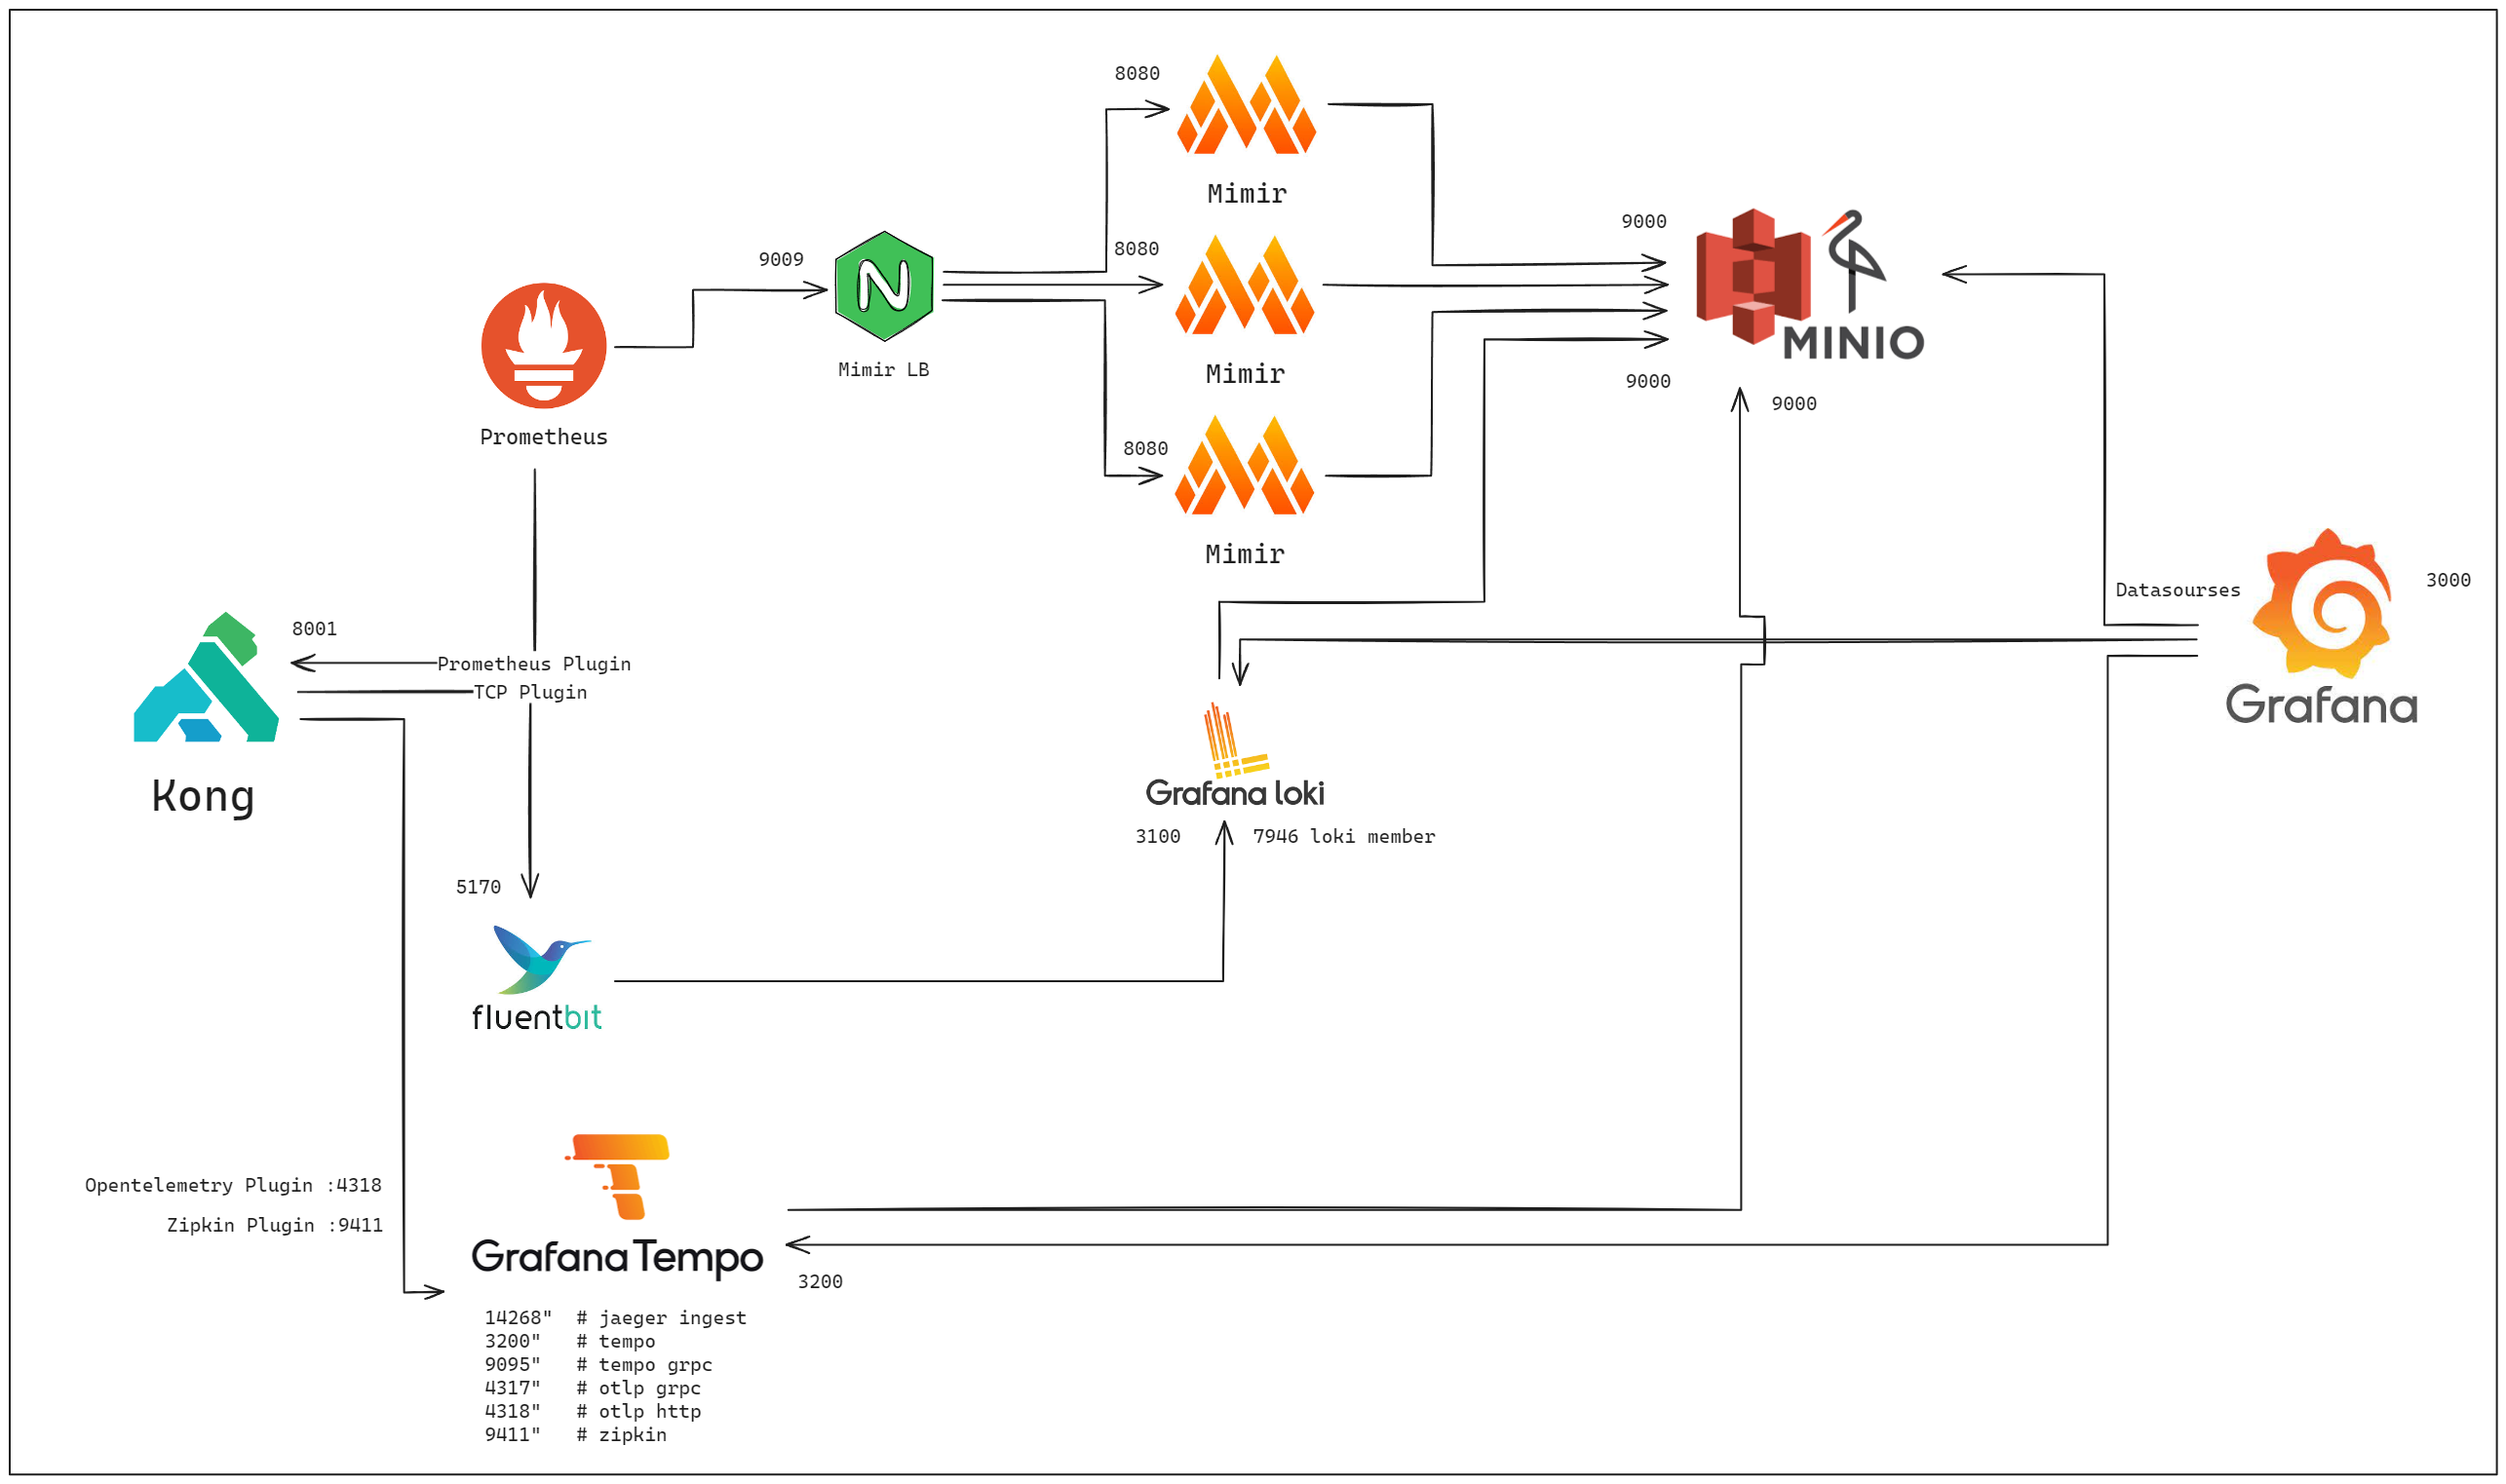 8080
Mimir
9009
Mimir LB
8080
Mimir
8080
Mimir
9000
9000
9000
MINIO
Prometheus
Datasourses
3000
Grafana
8001
Prometheus Plugin
TCP Plugin
Kong
Grafana loki
3100
7946 loki member
5170
fluentbit
Opentelemetry Plugin :4318
Zipkin Plugin :9411
Grafana Tempo
3200
14268"  # jaeger ingest
3200"   # tempo
9095"   # tempo grpc
4317"   # otlp grpc
4318"   # otlp http
9411"   # zipkin